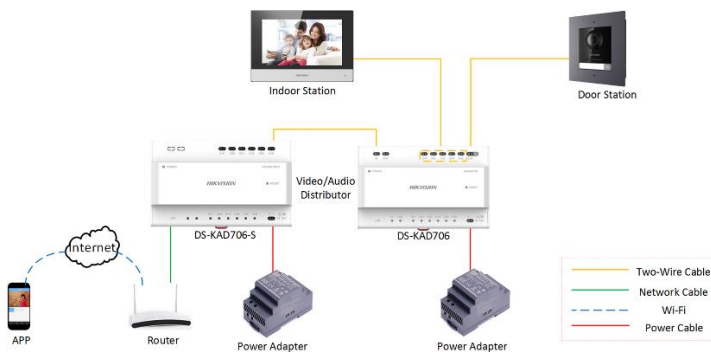 Indoor Station
Door Station
Video/Audio
Distributor
HIKVISION
HIKVISION
DS-KAD706-S
DS-KAD706
Internet
APP
Router
Power Adapter
Power Adapter
Two-Wire Cable
Network Cable
Wi-Fi
Power Cable